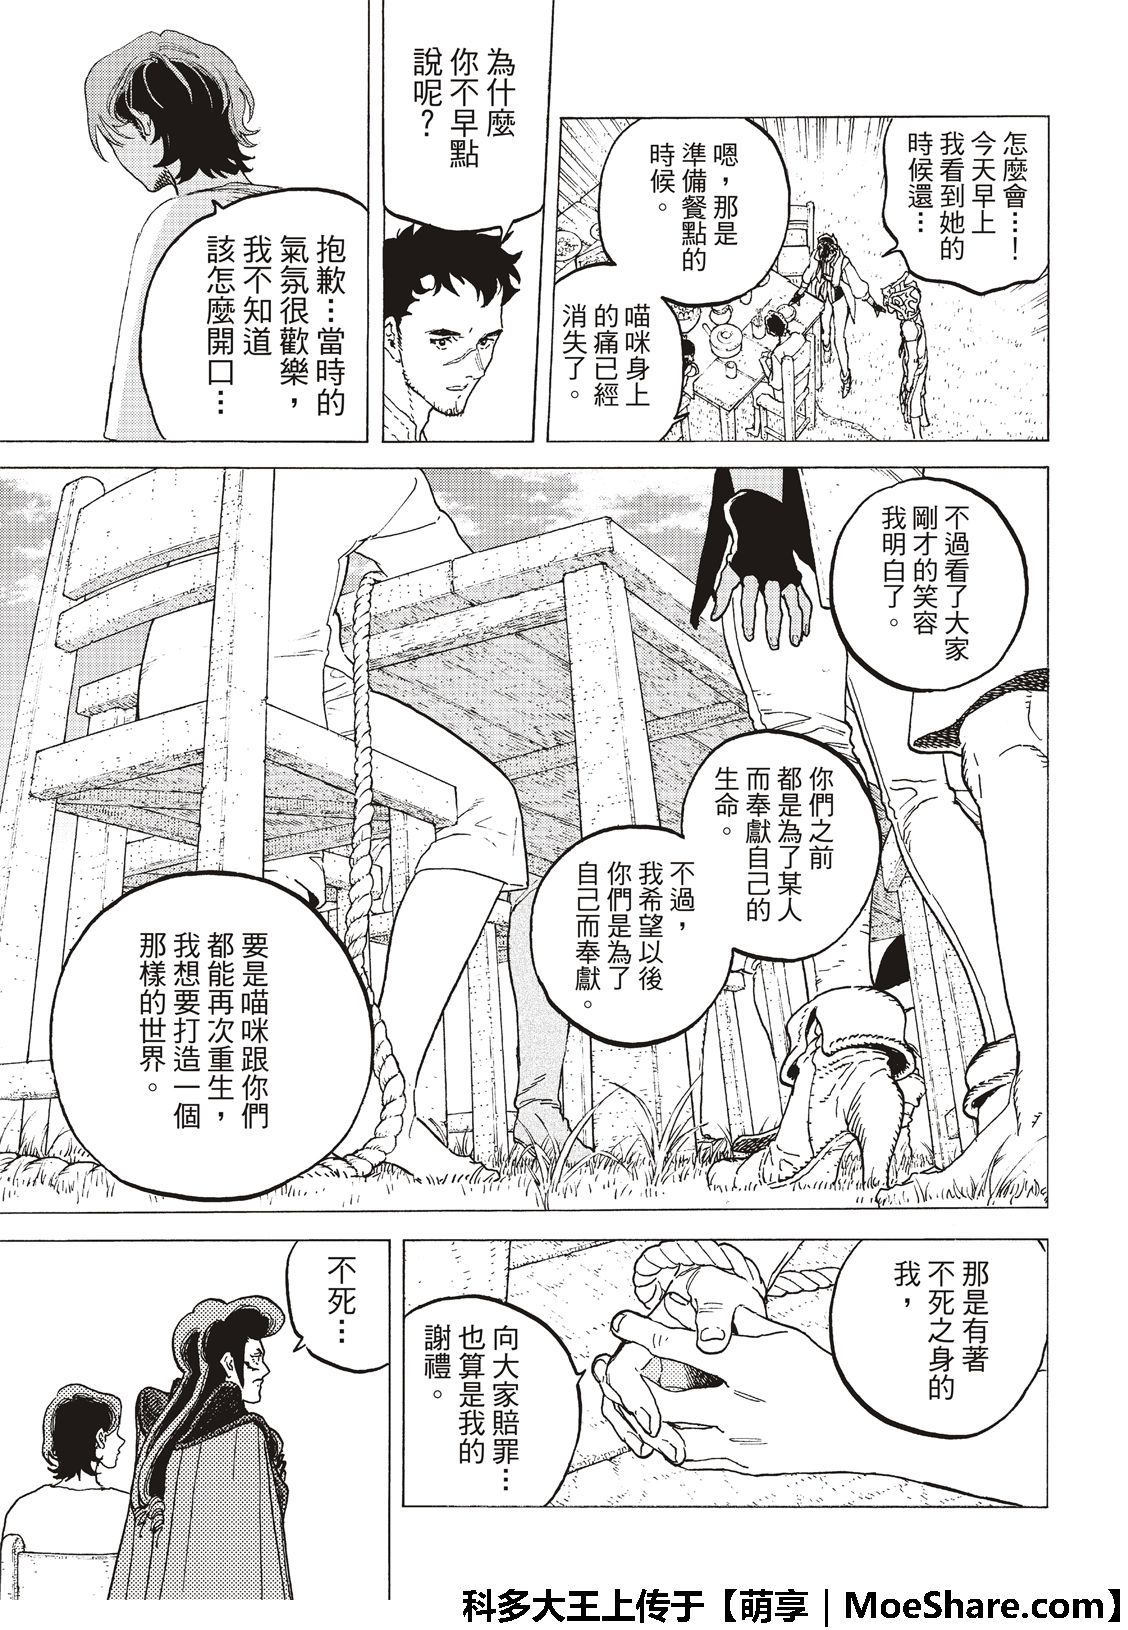 怎麼會…!
今天早上
我看到她的
時候還…
嗯，那是
準備餐點的
時候。
喵咪身上
的痛已經
消失了。
為什麼
你不早點
說呢？
抱歉…當時的
氣氛很歡樂，
我不知道
該怎麼開口…
不過看了大家
剛才的笑容
我明白了。
你們之前
都是為了某人
而奉獻自己的
生命。
不過，
我希望以後
你們是為了
自己而奉獻。
要是喵咪跟你們
都能再次重生，
我想要打造一個
那樣的世界。
那是有著
不死之身的
我，
向大家賠罪…
也算是我的
謝禮。
不死…
科多大王上传于【萌享｜MoeShare.com】